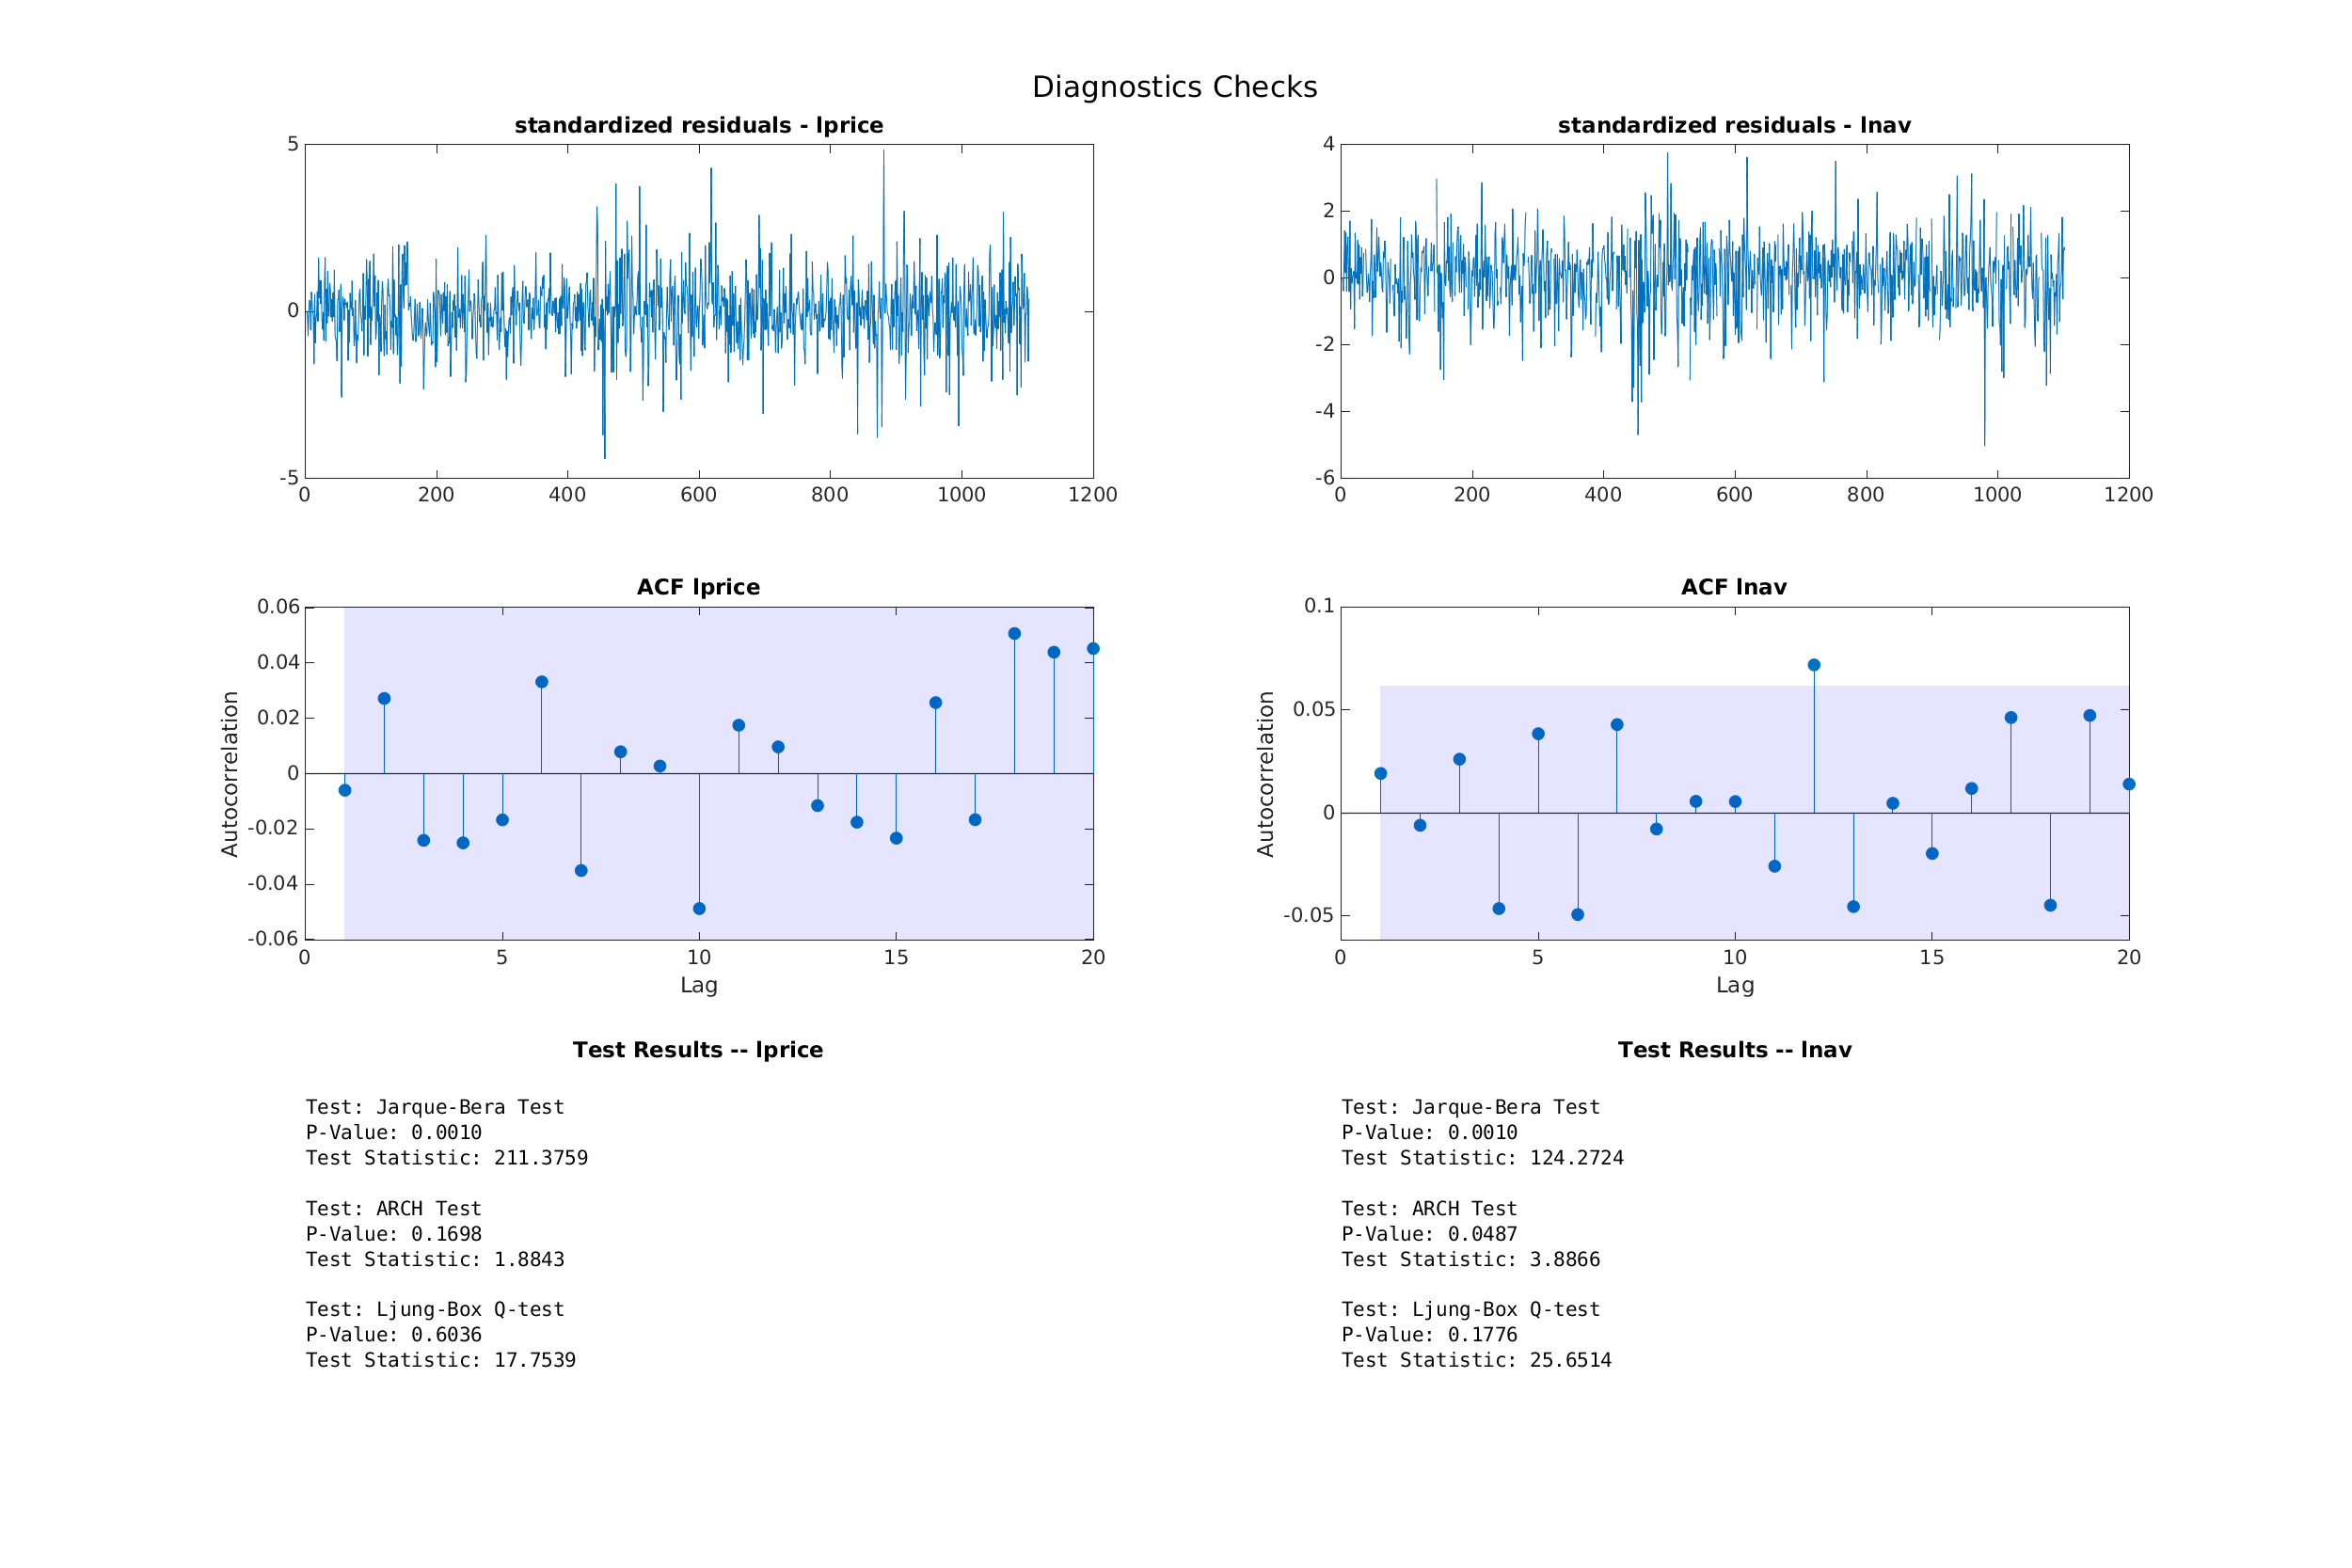 Diagnostics Checks
standardized residuals - lprice
5
0
-5
0 200 400 600 800 1000 1200
standardized residuals - lnav
4
2
0
-2
-4
-6
0 200 400 600 800 1000 1200
ACF lprice
Autocorrelation
0.06
0.04
0.02
0
-0.02
-0.04
-0.06
0 5 10 15 20
Lag
ACF lnav
Autocorrelation
0.1
0.05
0
-0.05
0 5 10 15 20
Lag
Test Results -- lprice
Test: Jarque-Bera Test
P-Value: 0.0010
Test Statistic: 211.3759
Test: ARCH Test
P-Value: 0.1698
Test Statistic: 1.8843
Test: Ljung-Box Q-test
P-Value: 0.6036
Test Statistic: 17.7539
Test Results -- lnav
Test: Jarque-Bera Test
P-Value: 0.0010
Test Statistic: 124.2724
Test: ARCH Test
P-Value: 0.0487
Test Statistic: 3.8866
Test: Ljung-Box Q-test
P-Value: 0.1776
Test Statistic: 25.6514